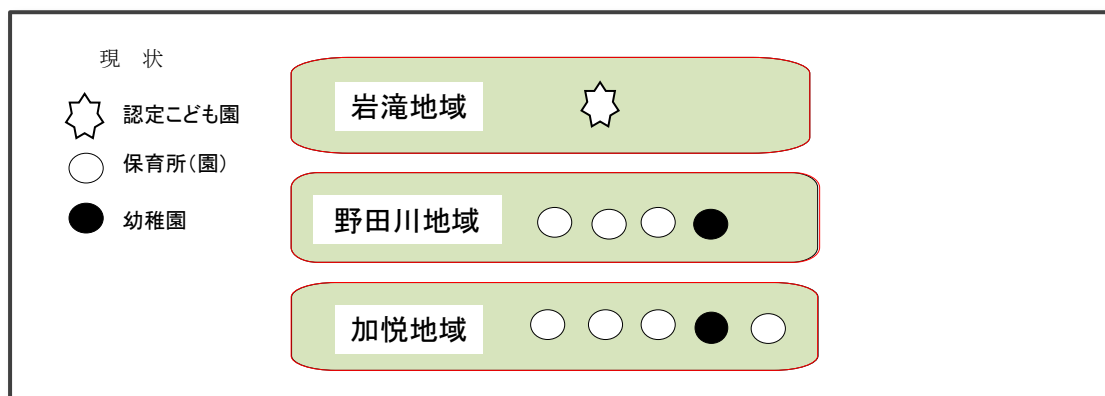 現 状
認定こども園
保育所(園)
幼稚園
岩滝地域
野田川地域
加悦地域